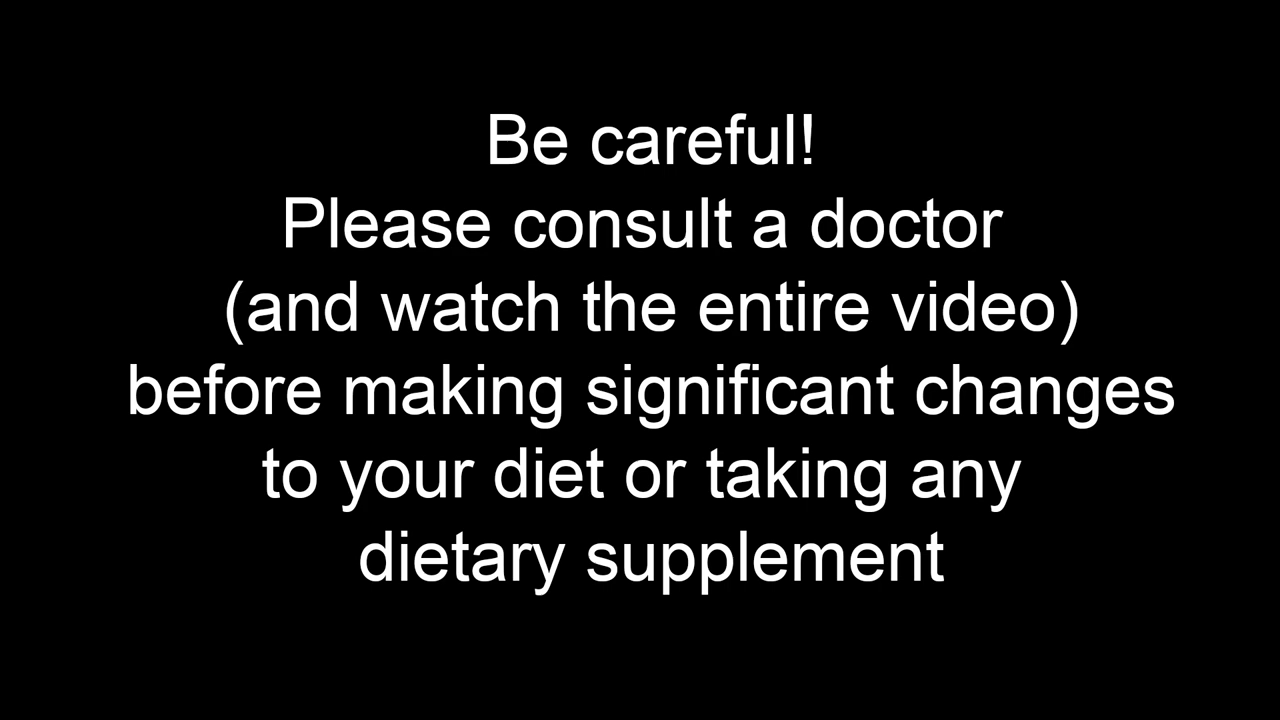 Be careful!
Please consult a doctor
(and watch the entire video)
before making significant changes
to your diet or taking any
dietary supplement